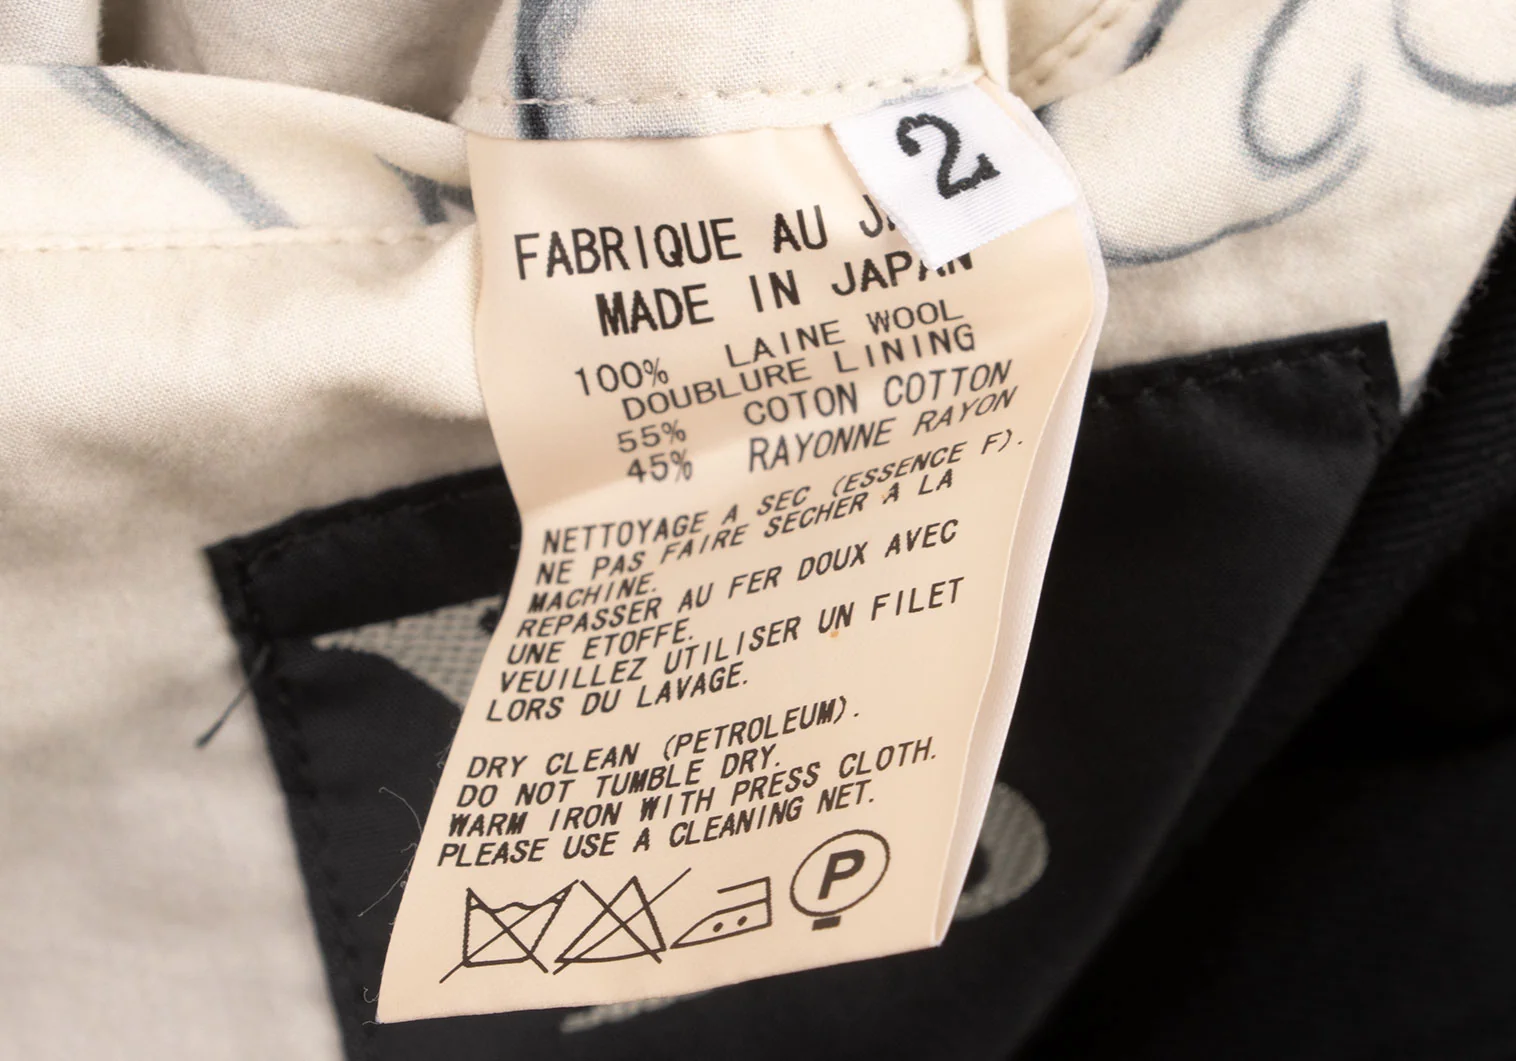 2
FABRIQUE AU
MADE IN JAPAN
100% LAINE WOOL
DOUBLURE LINING
55% COTON COTTON
45% RAYONNE RAYON
NETTOYAGE A SEC (ESSENCE F).
NE PAS FAIRE SECHER A LA
MACHINE.
REPASSER AU FER DOUX AVEC
UNE ETOFFE.
VEUILLEZ UTILISER UN FILET
LORS DU LAVAGE.
DRY CLEAN (PETROLEUM).
DO NOT TUMBLE DRY.
WARM IRON WITH PRESS CLOTH.
PLEASE USE A CLEANING NET.
P